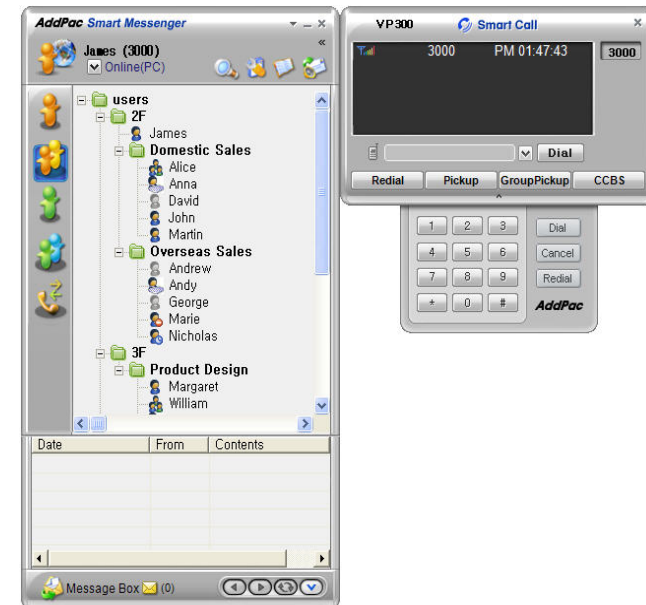 AddPac Smart Messenger
James (3000)
Online(PC)
users
2F
James
Domestic Sales
Alice
Anna
David
John
Martin
Overseas Sales
Andrew
Andy
George
Marie
Nicholas
3F
Product Design
Margaret
William
Date From Contents
Message Box (0)
VP300 Smart Call
3000 PM 01:47:43 3000
Dial
Redial Pickup GroupPickup CCBS
1 2 3 Dial
4 5 6 Cancel
7 8 9 Redial
* 0 # AddPac